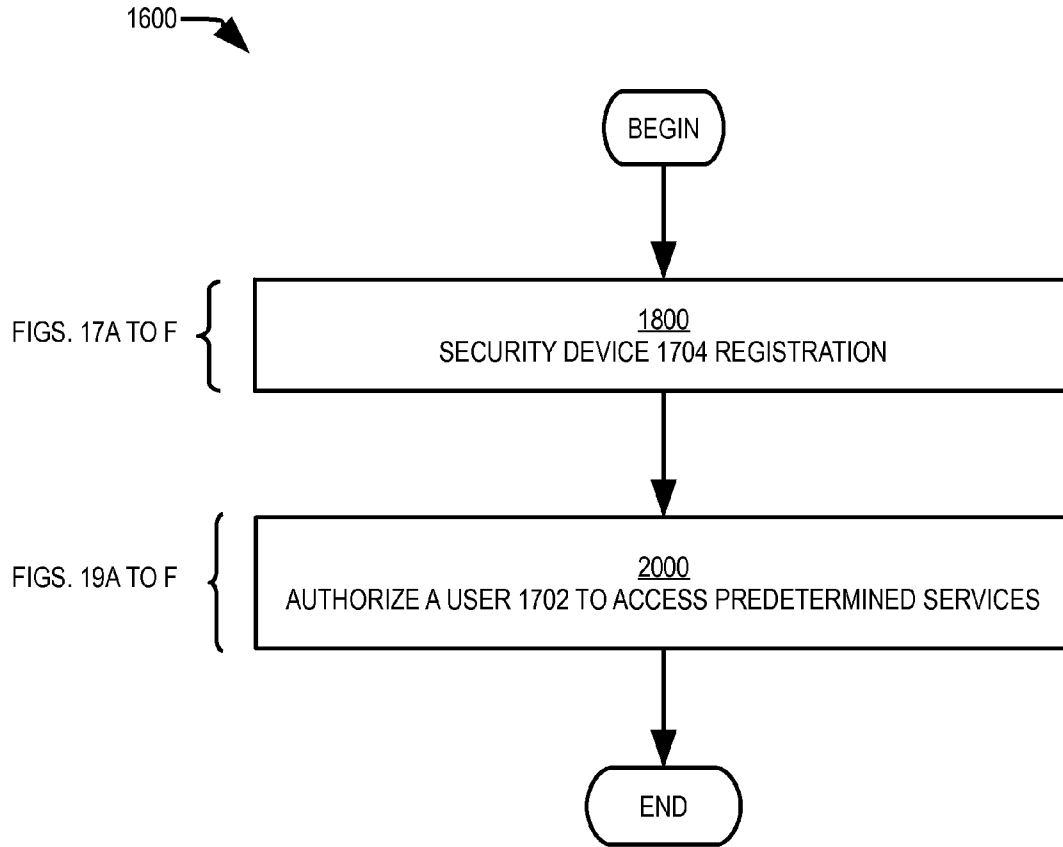 1600
BEGIN
FIGS. 17A TO F
1800
SECURITY DEVICE 1704 REGISTRATION
FIGS. 19A TO F
2000
AUTHORIZE A USER 1702 TO ACCESS PREDETERMINED SERVICES
END